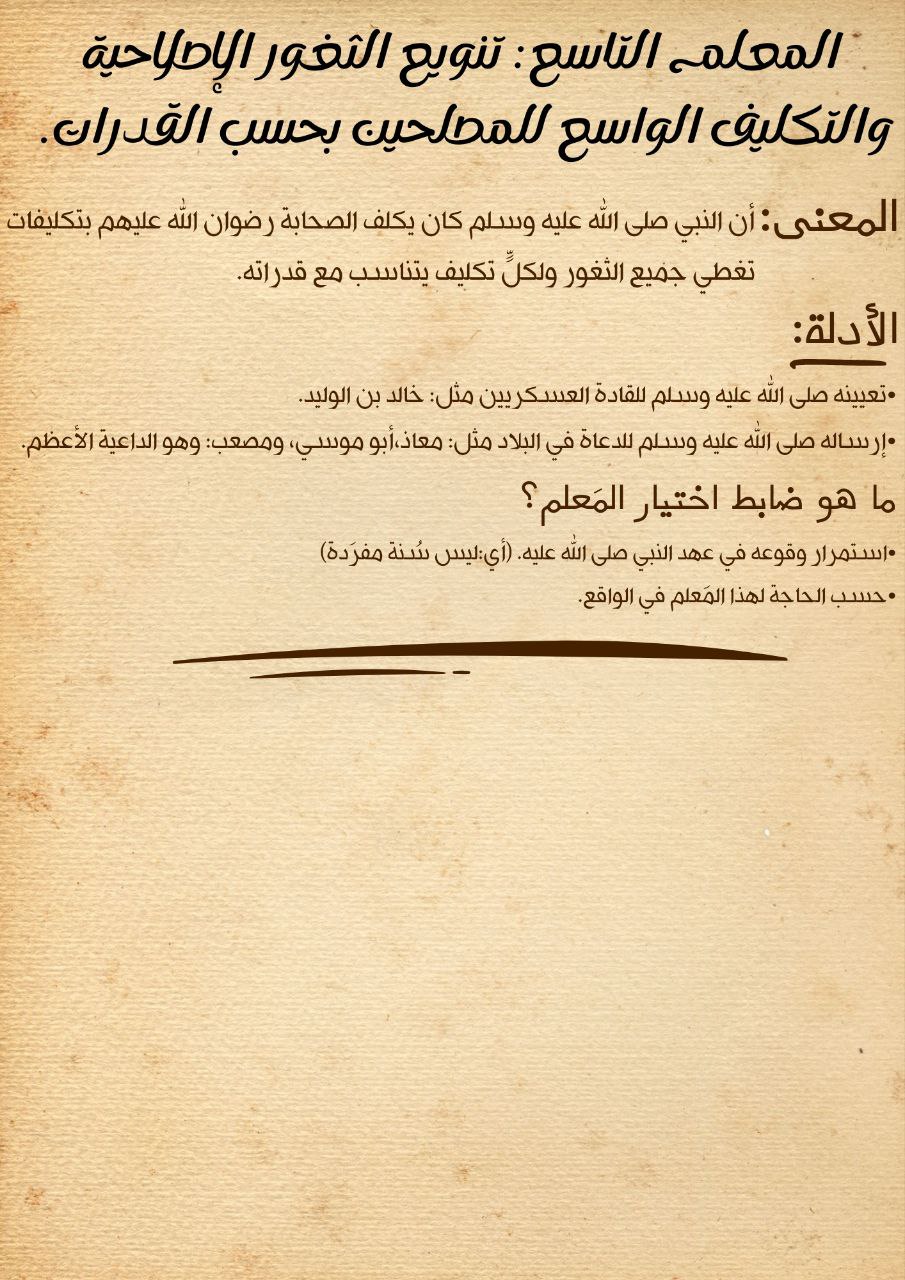 المعلم التاسع: تنويع الثغور الإصلاحية
والتكليف الواسع للمصلحين بحسب القدرات.
المعنى: أن النبي صلى الله عليه وسلم كان يكلف الصحابة رضوان الله عليهم بتكليفات
تغطي جميع الثغور ولكلٍّ تكليف يتناسب مع قدراته.
الأدلة:
•تعيينه صلى الله عليه وسلم للقادة العسكريين مثل: خالد بن الوليد.
•إرساله صلى الله عليه وسلم للدعاة في البلاد مثل: معاذ،أبو موسي، ومصعب: وهو الداعية الأعظم.
ما هو ضابط اختيار المَعلم؟
•استمرار وقوعه في عهد النبي صلى الله عليه. (أي:ليس سُنة مفرَدة)
•حسب الحاجة لهذا المَعلم في الواقع.